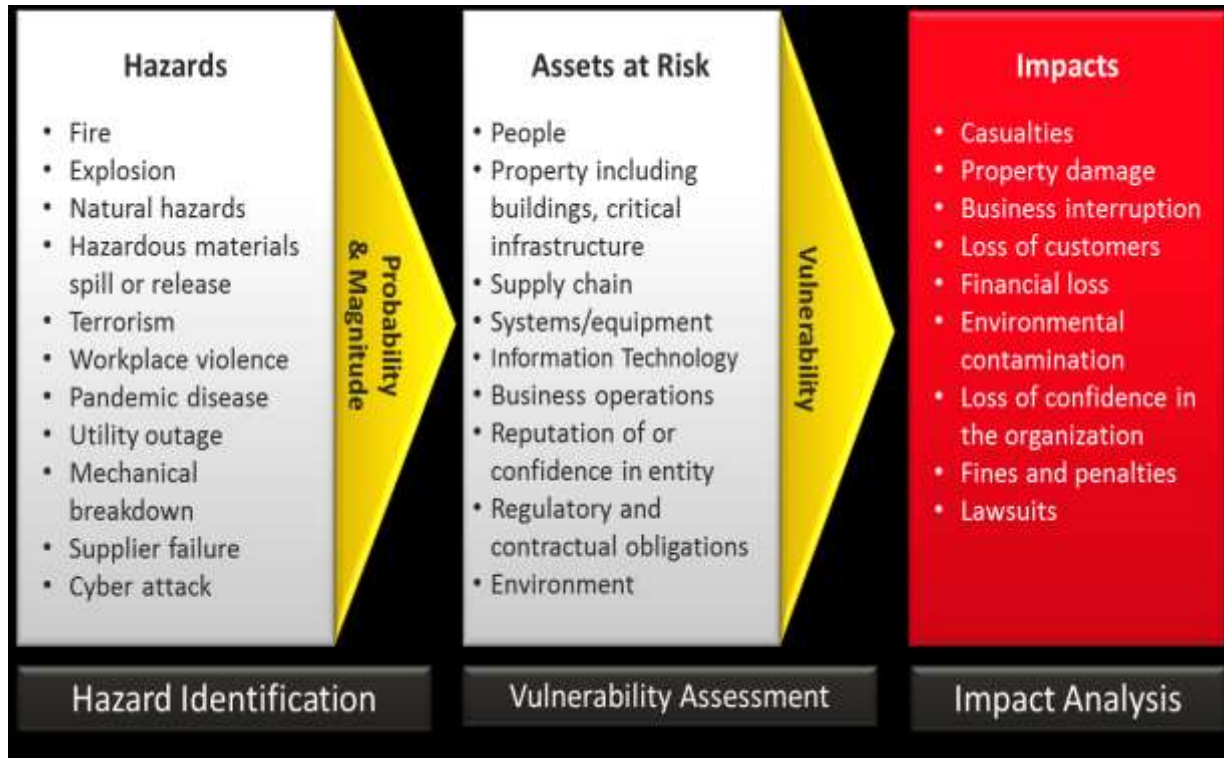 Hazards
• Fire
• Explosion
• Natural hazards
• Hazardous materials
spill or release
• Terrorism
• Workplace violence
• Pandemic disease
• Utility outage
• Mechanical
breakdown
• Supplier failure
• Cyber attack
Probability
& Magnitude
Hazard Identification
Assets at Risk
• People
• Property including
buildings, critical
infrastructure
• Supply chain
• Systems/equipment
• Information Technology
• Business operations
• Reputation of or
confidence in entity
• Regulatory and
contractual obligations
• Environment
Vulnerability
Vulnerability Assessment
Impacts
• Casualties
• Property damage
• Business interruption
• Loss of customers
• Financial loss
• Environmental
contamination
• Loss of confidence in
the organization
• Fines and penalties
• Lawsuits
Impact Analysis